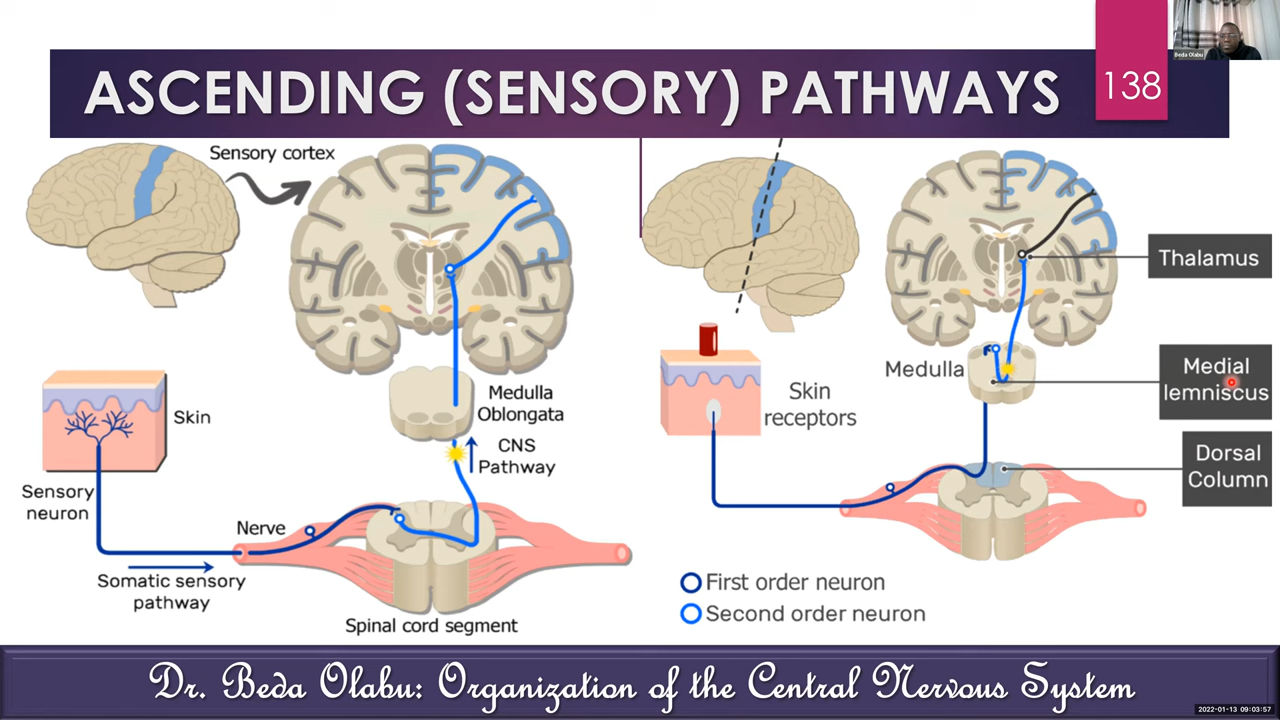 Beda Olabu
ASCENDING (SENSORY) PATHWAYS
138
Sensory cortex
Skin
Sensory
neuron
Nerve
Somatic sensory
pathway
Medulla
Oblongata
CNS
Pathway
Spinal cord segment
Thalamus
Medulla
Medial
lemniscus
Skin
receptors
Dorsal
Column
First order neuron
Second order neuron
Dr. Beda Olabu: Organization of the Central Nervous System
2022-01-13 09:03:57